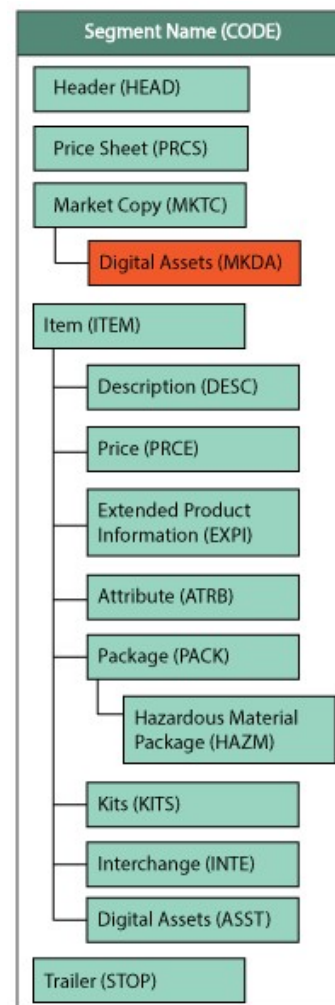 Segment Name (CODE)
Header (HEAD)
Price Sheet (PRCS)
Market Copy (MKTC)
Digital Assets (MKDA)
Item (ITEM)
Description (DESC)
Price (PRCE)
Extended Product
Information (EXPI)
Attribute (ATRB)
Package (PACK)
Hazardous Material
Package (HAZM)
Kits (KITS)
Interchange (INTE)
Digital Assets (ASST)
Trailer (STOP)